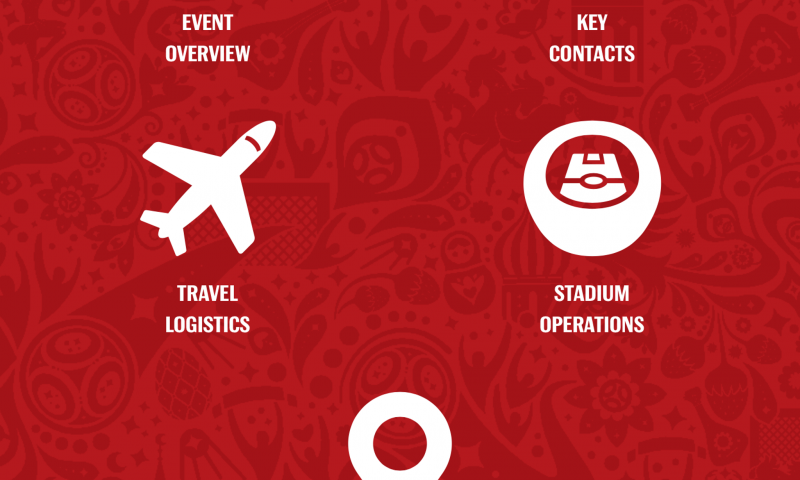 EVENT
OVERVIEW
KEY
CONTACTS
TRAVEL
LOGISTICS
STADIUM
OPERATIONS